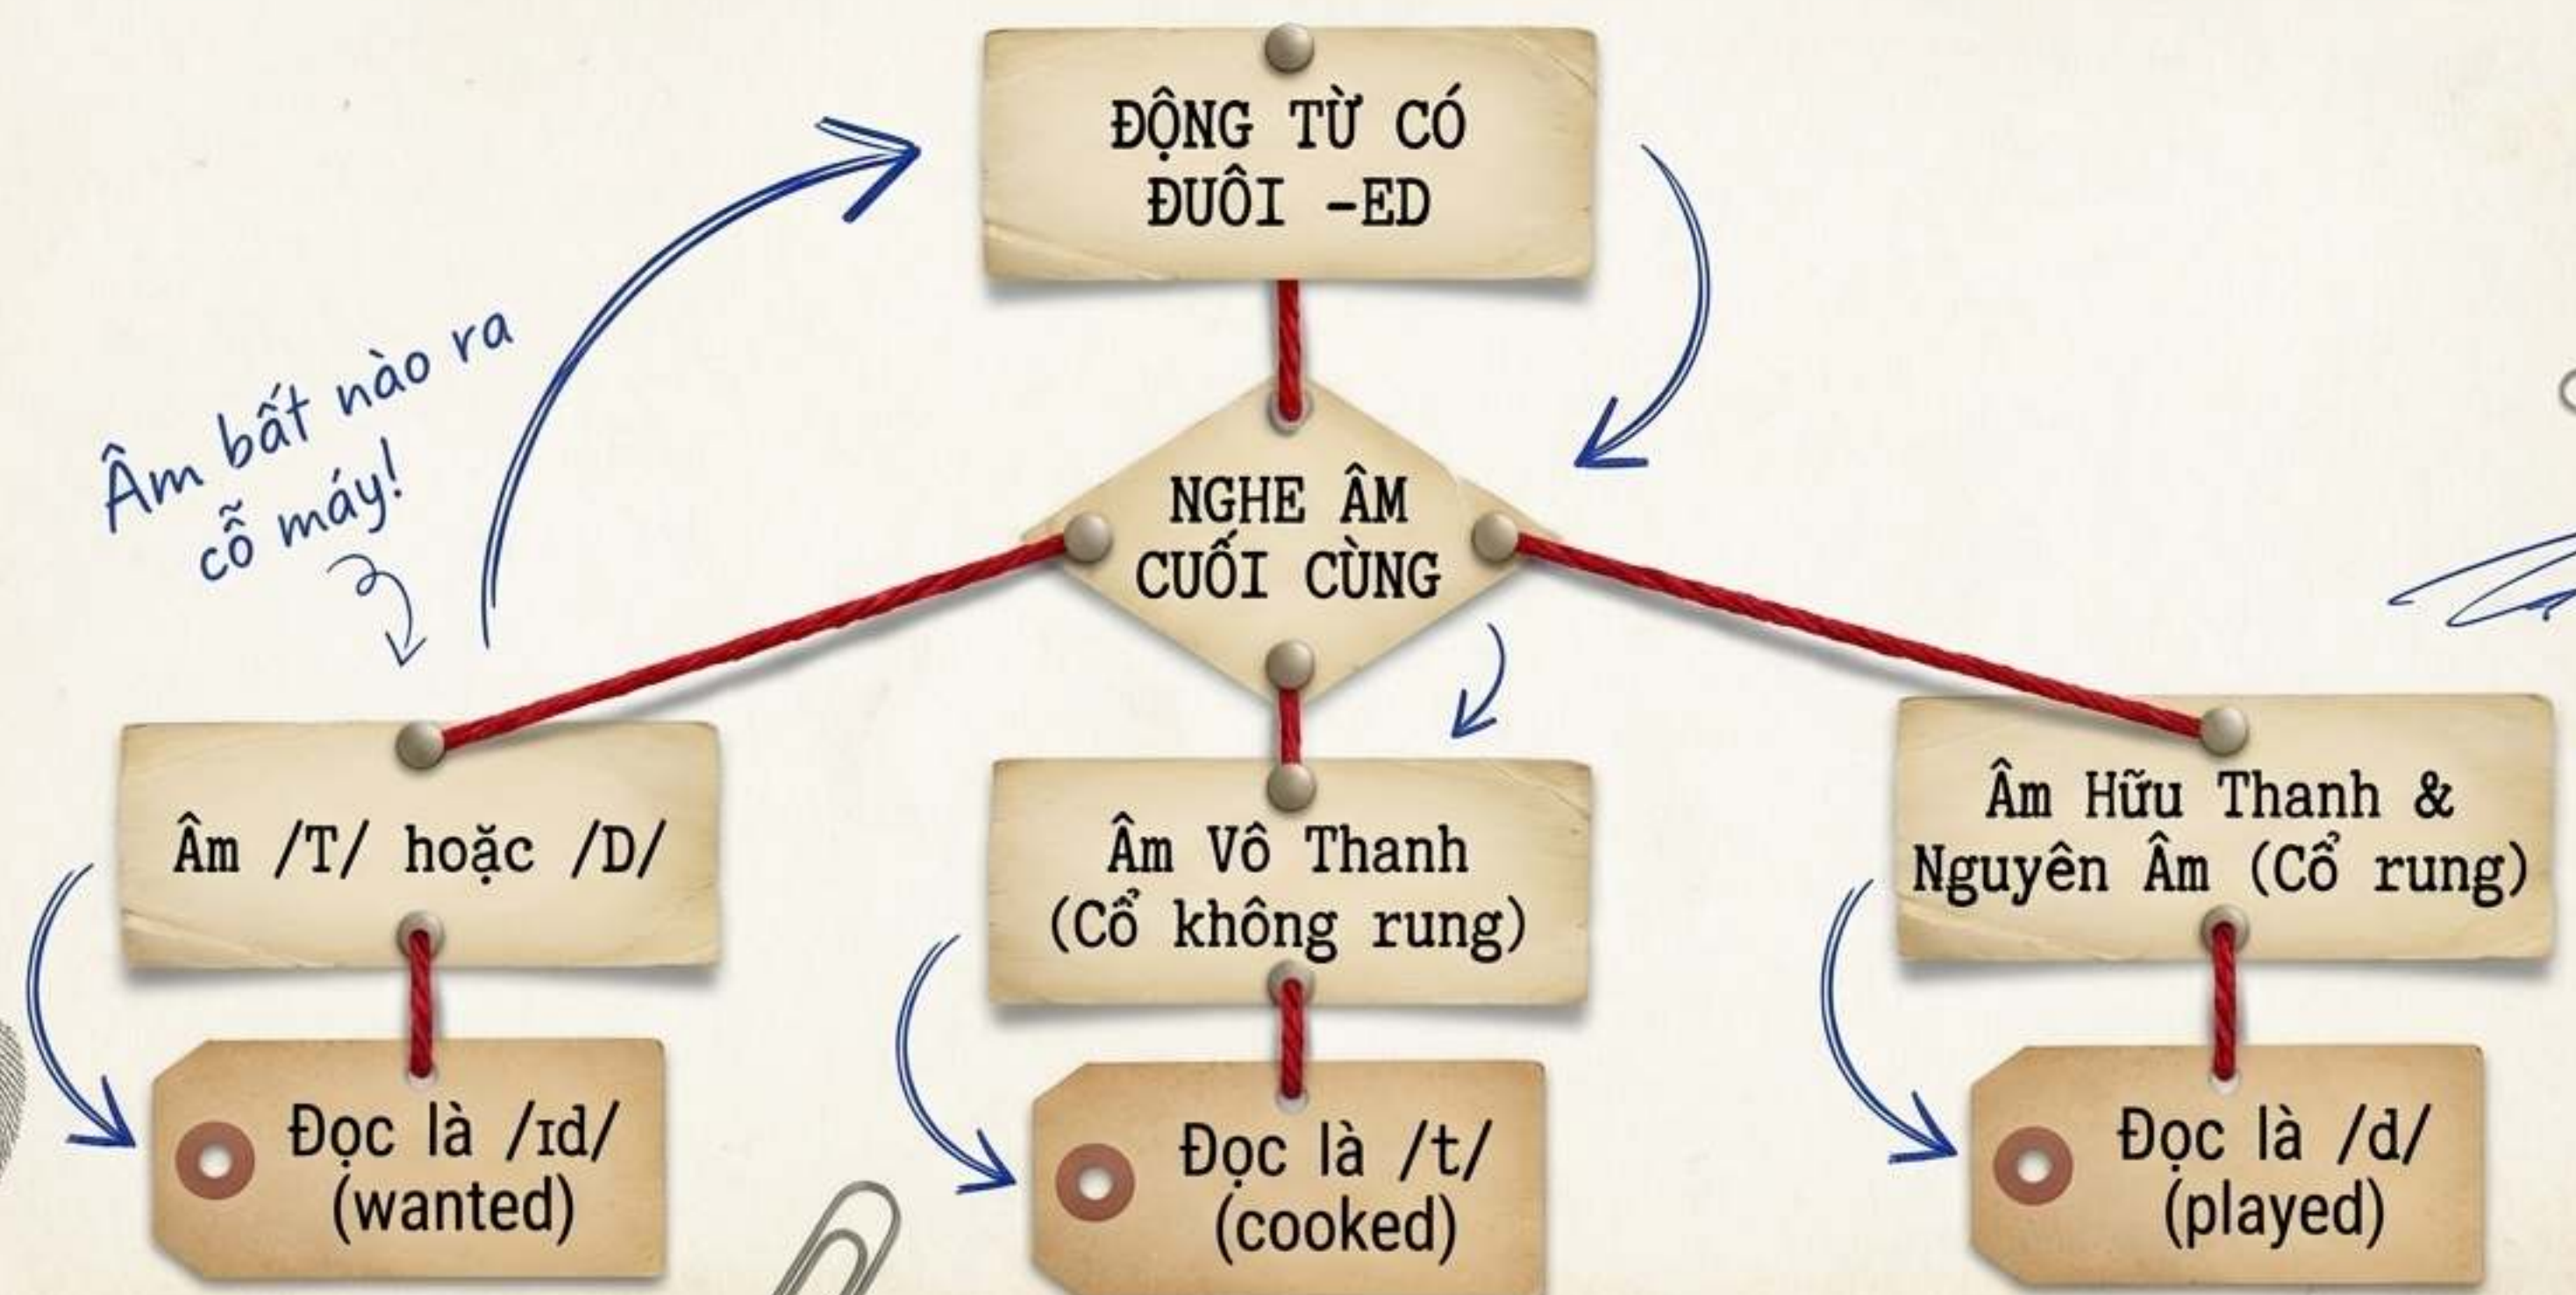 ĐỘNG TỪ CÓ
ĐUÔI -ED
Âm bất nào ra
cỗ máy!
NGHE ÂM
CUỐI CÙNG
Âm /T/ hoặc /D/
Âm Vô Thanh
(Cổ không rung)
Âm Hữu Thanh &
Nguyên Âm (Cổ rung)
Đọc là /ɪd/
(wanted)
Đọc là /t/
(cooked)
Đọc là /d/
(played)